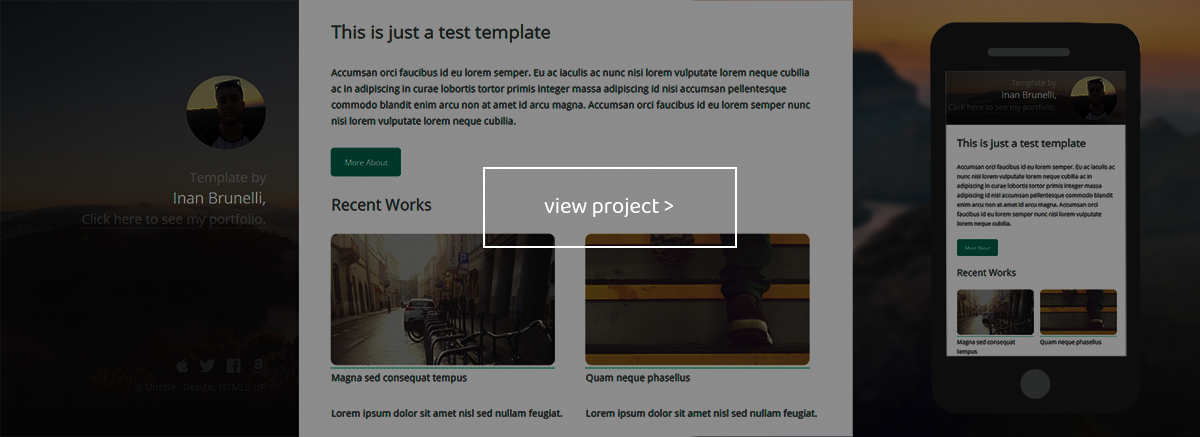 Template by
Inan Brunelli,
Click here to see my portfolio.
© Untitle. Design: HTML5 UP
This is just a test template
Accumsan orci faucibus id eu lorem semper. Eu ac iaculis ac nunc nisi lorem vulputate lorem neque cubilia
ac in adipiscing in curae lobortis tortor primis integer massa adipiscing id nisi accumsan pellentesque
commodo blandit enim arcu non at amet id arcu magna. Accumsan orci faucibus id eu lorem semper nunc
nisi lorem vulputate lorem neque cubilia.
More About
view project >
Recent Works
Magna sed consequat tempus
Quam neque phasellus
Lorem ipsum dolor sit amet nisl sed nullam feugiat.
Lorem ipsum dolor sit amet nisl sed nullam feugiat.
Template by
Inan Brunelli,
Click here to see my portfolio.
This is just a test template
Accumsan orci faucibus id eu lorem semper. Eu ac iaculis ac
nunc nisi lorem vulputate lorem neque cubilia ac in
adipiscing in curae lobortis tortor primis integer massa
adipiscing id nisi accumsan pellentesque commodo blandit
enim arcu non at amet id arcu magna. Accumsan orci
faucibus id eu lorem semper nunc nisi lorem vulputate
lorem neque cubilia.
More About
Recent Works
Magna sed consequat
tempus
Quam neque phasellus